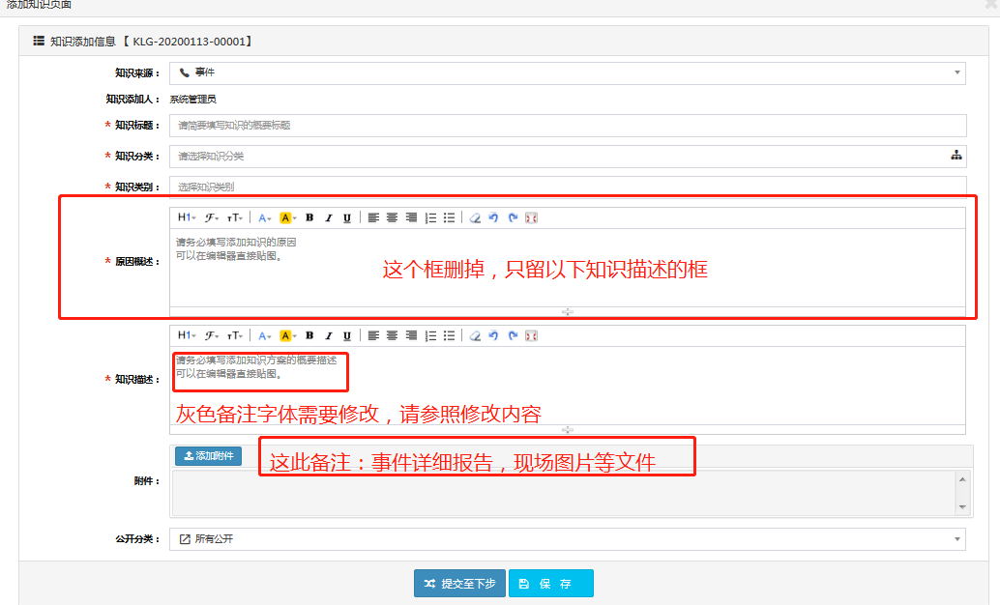 添加知识页面
知识添加信息 【 KLG-20200113-00001】
知识来源： 事件
知识添加人： 系统管理员
* 知识标题： 请简要填写知识的概要标题
* 知识分类： 请选择知识分类
* 知识类别： 选择知识类别
H1 F тT A A B I U
请务必填写添加知识的原因
可以在编辑器直接贴图。
* 原因概述：
这个框删掉，只留以下知识描述的框
H1 F тT A A B I U
请务必填写添加知识方案的概要描述
可以在编辑器直接贴图。
* 知识描述：
灰色备注字体需要修改，请参照修改内容
添加附件
这此备注：事件详细报告，现场图片等文件
附件：
公开分类： 所有公开
提交至下步 保 存